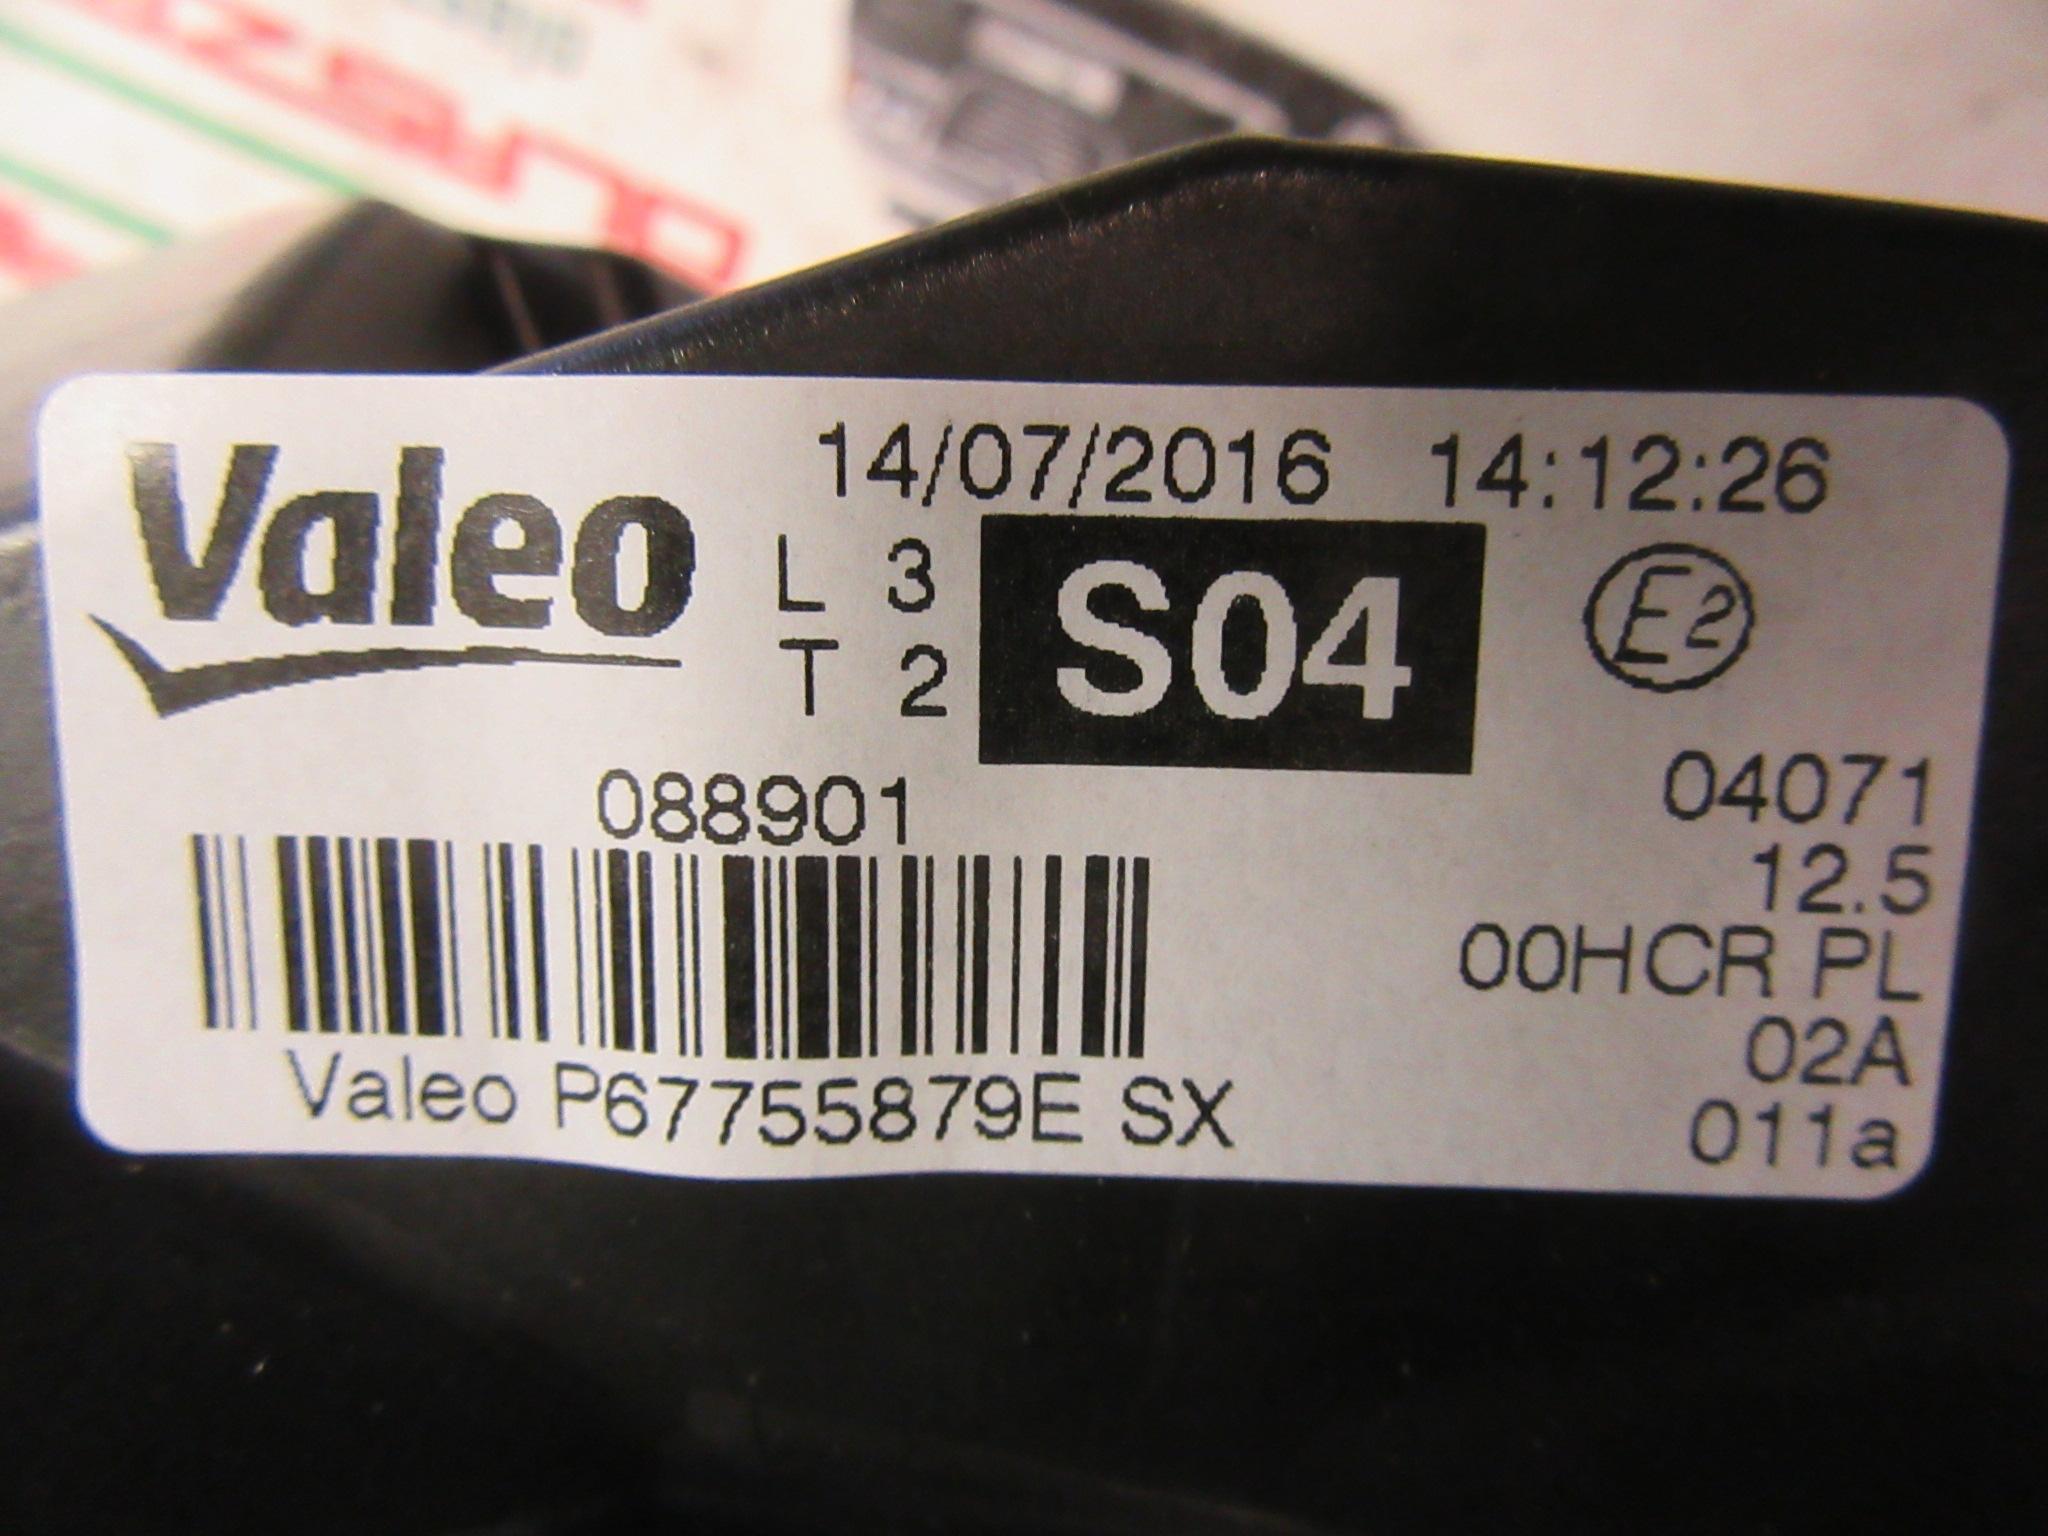 Valeo
14/07/2016 14:12:26
L 3
T 2
S04
E2
088901
04071
12.5
00HCR PL
02A
011a
Valeo P67755879E SX